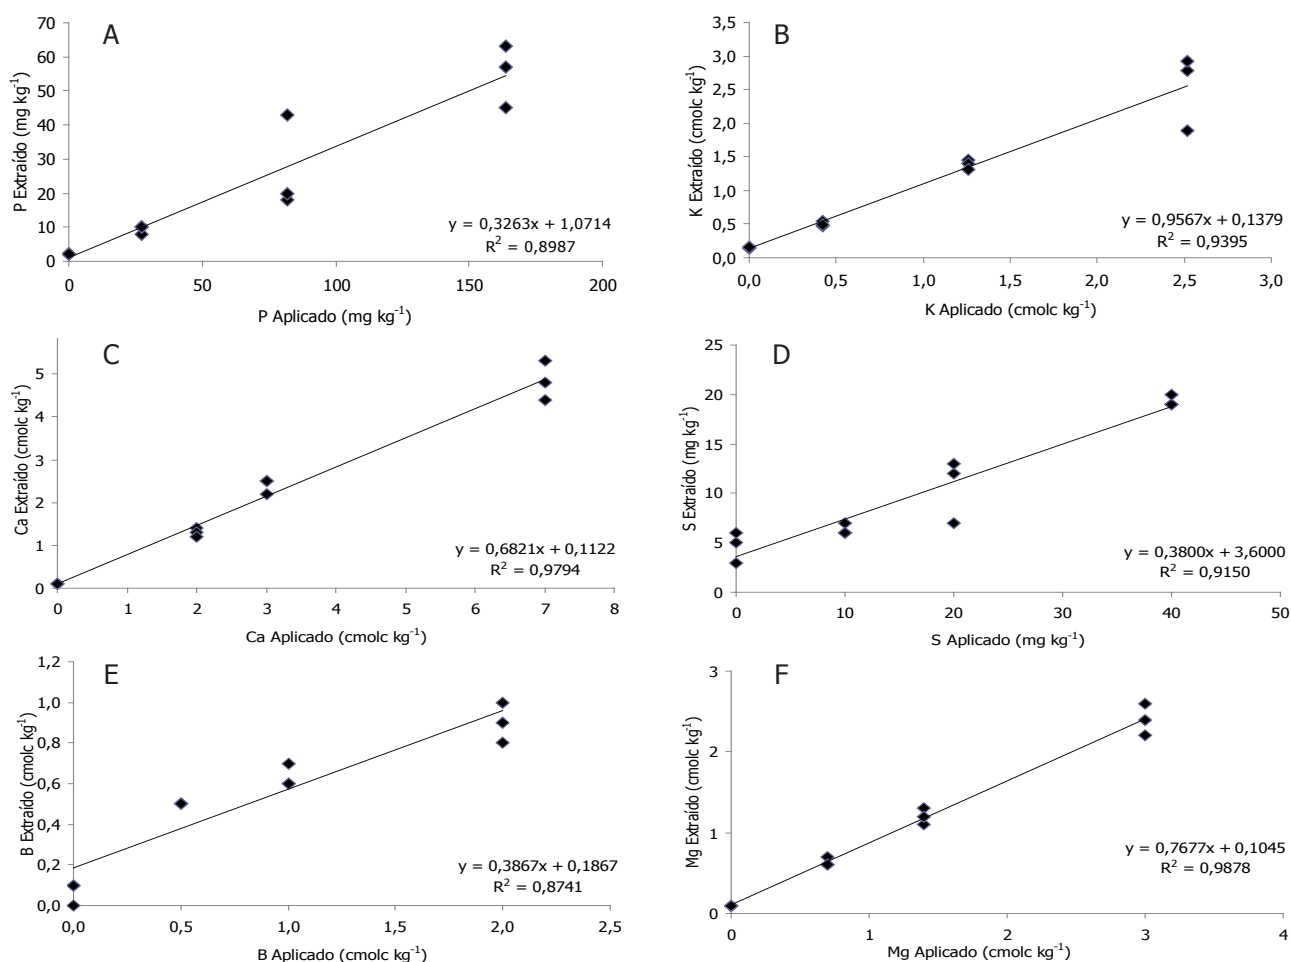 A
P Extraído (mg kg-1)
70
60
50
40
30
20
10
0
y = 0,3263x + 1,0714
R2 = 0,8987
0 50 100 150 200
P Aplicado (mg kg-1)
B
K Extraído (cmolc kg-1)
3,5
3,0
2,5
2,0
1,5
1,0
0,5
0,0
y = 0,9567x + 0,1379
R2 = 0,9395
0,0 0,5 1,0 1,5 2,0 2,5 3,0
K Aplicado (cmolc kg-1)
C
Ca Extraído (cmolc kg-1)
5
4
3
2
1
0
y = 0,6821x + 0,1122
R2 = 0,9794
0 1 2 3 4 5 6 7 8
Ca Aplicado (cmolc kg-1)
D
S Extraído (mg kg-1)
25
20
15
10
5
0
y = 0,3800x + 3,6000
R2 = 0,9150
0 10 20 30 40 50
S Aplicado (mg kg-1)
E
B Extraído (cmolc kg-1)
1,2
1,0
0,8
0,6
0,4
0,2
0,0
y = 0,3867x + 0,1867
R2 = 0,8741
0,0 0,5 1,0 1,5 2,0 2,5
B Aplicado (cmolc kg-1)
F
Mg Extraído (cmolc kg-1)
3
2
1
0
y = 0,7677x + 0,1045
R2 = 0,9878
0 1 2 3 4
Mg Aplicado (cmolc kg-1)